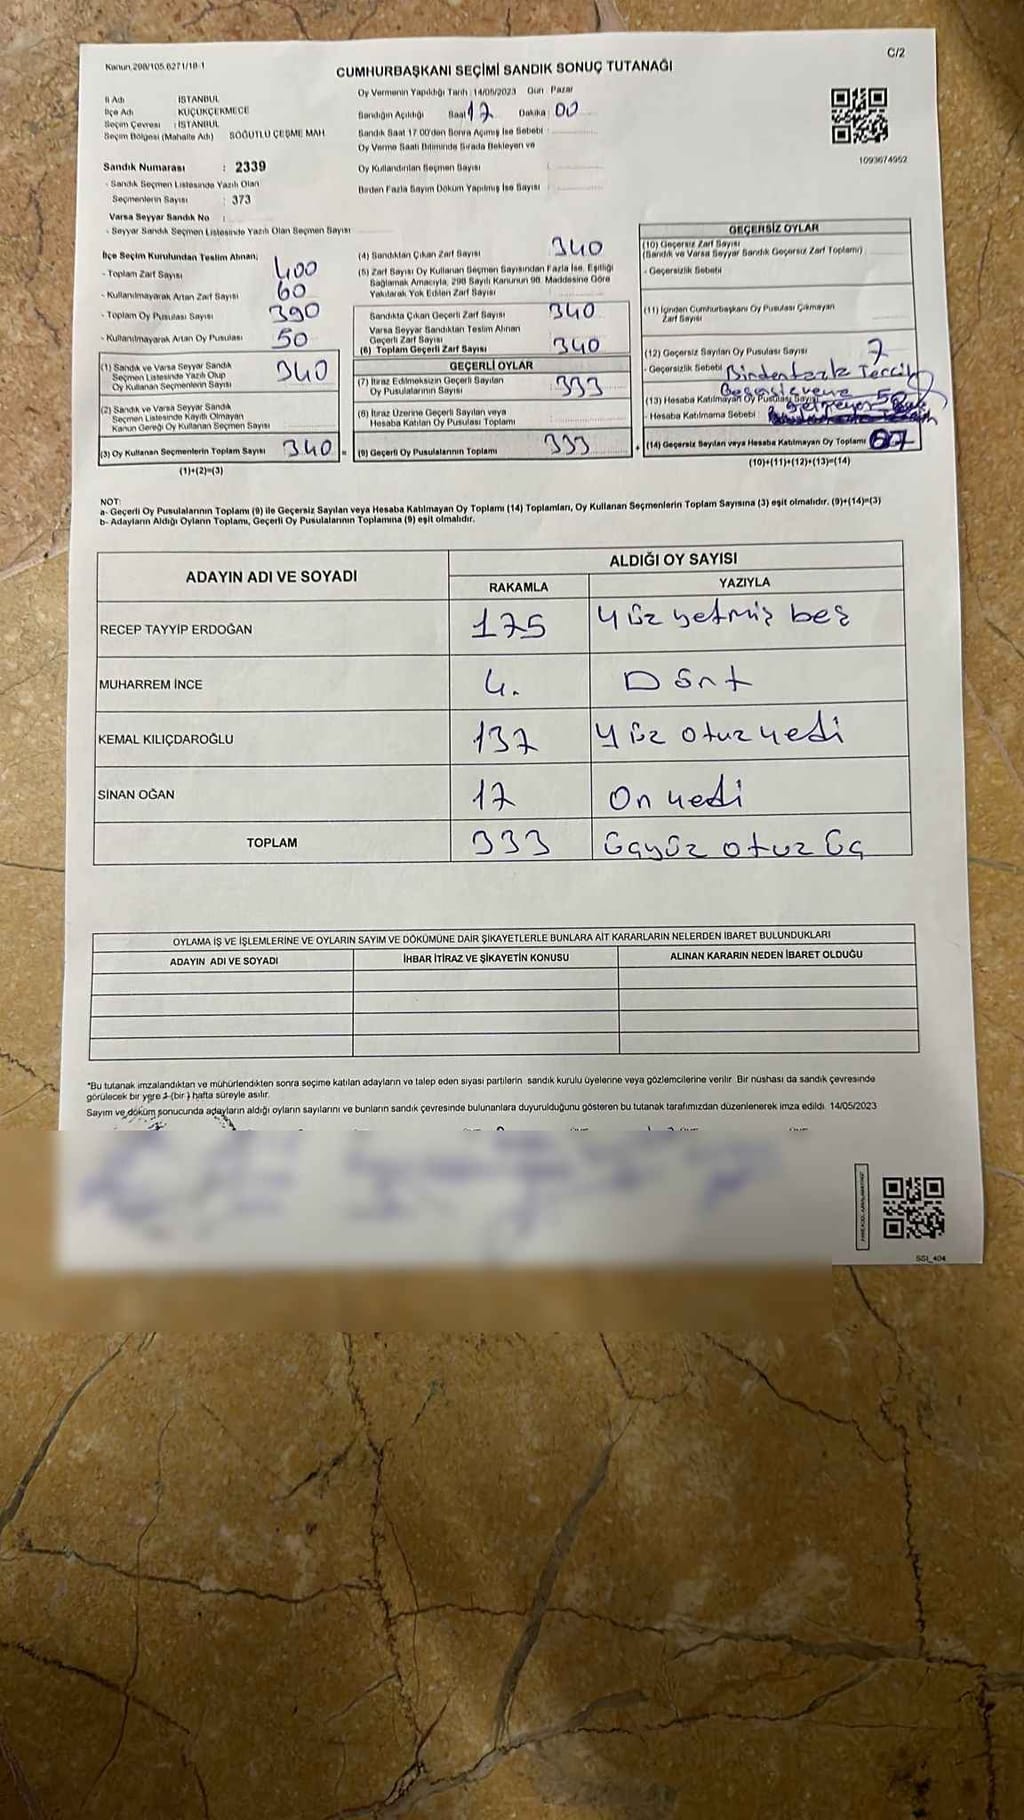 Kanun 298/105.6271/18-1
C/2
CUMHURBAŞKANI SEÇİMİ SANDIK SONUÇ TUTANAĞI
İl Adı İSTANBUL
İlçe Adı KÜÇÜKÇEKMECE
Seçim Çevresi : İSTANBUL
Seçim Bölgesi (Mahalle Adı) SÖĞÜTLÜ ÇEŞME MAH
Oy Vermenin Yapıldığı Tarih : 14/05/2023 Gün : Pazar
Sandığın Açıldığı Saat 17 Dakika : 00
Sandık Saat 17 00'den Sonra Açılmış İse Sebebi :
Oy Verme Saati Bitiminde Sırada Bekleyen ve
Oy Kullandırılan Seçmen Sayısı
Birden Fazla Sayım Döküm Yapılmış İse Sayısı
1093674952
Sandık Numarası : 2339
- Sandık Seçmen Listesinde Yazılı Olan
Seçmenlerin Sayısı : 373
Varsa Seyyar Sandık No :
- Seyyar Sandık Seçmen Listesinde Yazılı Olan Seçmen Sayısı
İlçe Seçim Kurulundan Teslim Alınan;
- Toplam Zarf Sayısı 400
- Kullanılmayarak Artan Zarf Sayısı 60
- Toplam Oy Pusulası Sayısı 390
- Kullanılmayarak Artan Oy Pusulası 50
(1) Sandık ve Varsa Seyyar Sandık
Seçmen Listesinde Yazılı Olup
Oy Kullanan Seçmenlerin Sayısı 340
(2) Sandık ve Varsa Seyyar Sandık
Seçmen Listesinde Kayıtlı Olmayan
Kanun Gereği Oy Kullanan Seçmen Sayısı
(3) Oy Kullanan Seçmenlerin Toplam Sayısı 340 =
(1)+(2)=(3)
(4) Sandıktan Çıkan Zarf Sayısı 340
(5) Zarf Sayısı Oy Kullanan Seçmen Sayısından Fazla İse, Eşitliği
Sağlamak Amacıyla, 298 Sayılı Kanunun 98. Maddesine Göre
Yakılarak Yok Edilen Zarf Sayısı
Sandıkta Çıkan Geçerli Zarf Sayısı 340
Varsa Seyyar Sandıktan Teslim Alınan
Geçerli Zarf Sayısı
(6) Toplam Geçerli Zarf Sayısı 340
GEÇERLİ OYLAR
(7) İtiraz Edilmeksizin Geçerli Sayılan
Oy Pusulalarının Sayısı 333
(8) İtiraz Üzerine Geçerli Sayılan veya
Hesaba Katılan Oy Pusulası Toplamı
(9) Geçerli Oy Pusulalarının Toplamı 333 +
GEÇERSİZ OYLAR
(10) Geçersiz Zarf Sayısı
(Sandık ve Varsa Seyyar Sandık Geçersiz Zarf Toplamı)
- Geçersizlik Sebebi
(11) İçinden Cumhurbaşkanı Oy Pusulası Çıkmayan
Zarf Sayısı
(12) Geçersiz Sayılan Oy Pusulası Sayısı 7
- Geçersizlik Sebebi Birden fazla Tercih
(13) Hesaba Katılmayan Oy Pusulası Sayısı
- Hesaba Katılmama Sebebi
(14) Geçersiz Sayılan veya Hesaba Katılmayan Oy Toplamı
(10)+(11)+(12)+(13)=(14)
NOT:
a- Geçerli Oy Pusulalarının Toplamı (9) ile Geçersiz Sayılan veya Hesaba Katılmayan Oy Toplamı (14) Toplamları, Oy Kullanan Seçmenlerin Toplam Sayısına (3) eşit olmalıdır. (9)+(14)=(3)
b- Adayların Aldığı Oyların Toplamı, Geçerli Oy Pusulalarının Toplamına (9) eşit olmalıdır.
ADAYIN ADI VE SOYADI
ALDIĞI OY SAYISI
RAKAMLA YAZIYLA
RECEP TAYYİP ERDOĞAN 175 Yüz yetmiş beş
MUHARREM İNCE 4. Dört
KEMAL KILIÇDAROĞLU 137 Yüz otuz yedi
SİNAN OĞAN 17 On yedi
TOPLAM 333 Üçyüz otuz üç
OYLAMA İŞ VE İŞLEMLERİNE VE OYLARIN SAYIM VE DÖKÜMÜNE DAİR ŞİKAYETLERLE BUNLARA AİT KARARLARIN NELERDEN İBARET BULUNDUKLARI
ADAYIN ADI VE SOYADI İHBAR İTİRAZ VE ŞİKAYETİN KONUSU ALINAN KARARIN NEDEN İBARET OLDUĞU
*Bu tutanak imzalandıktan ve mühürlendikten sonra seçime katılan adayların ve talep eden siyasi partilerin sandık kurulu üyelerine veya gözlemcilerine verilir. Bir nüshası da sandık çevresinde
görülecek bir yere 1 (bir) hafta süreyle asılır.
Sayım ve döküm sonucunda adayların aldığı oyların sayılarını ve bunların sandık çevresinde bulunanlara duyurulduğunu gösteren bu tutanak tarafımızdan düzenlenerek imza edildi. 14/05/2023
SSI_404